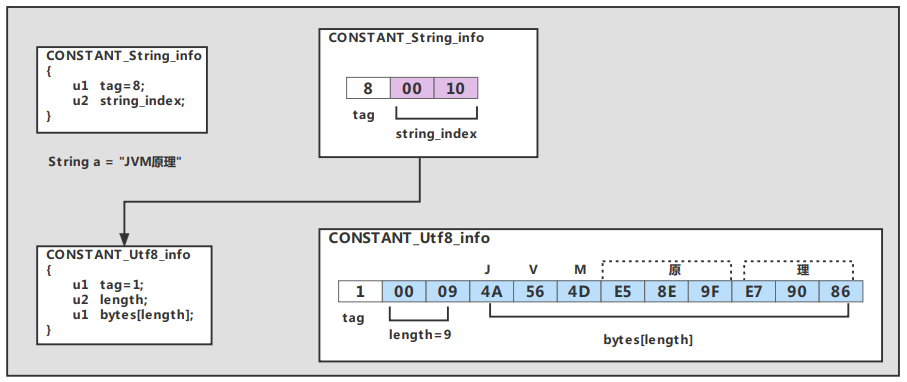 CONSTANT_String_info
{
u1 tag=8;
u2 string_index;
}
String a = "JVM原理"
CONSTANT_String_info
8 00 10
tag
string_index
CONSTANT_Utf8_info
{
u1 tag=1;
u2 length;
u1 bytes[length];
}
CONSTANT_Utf8_info
J V M 原 理
1 00 09 4A 56 4D E5 8E 9F E7 90 86
tag
length=9
bytes[length]